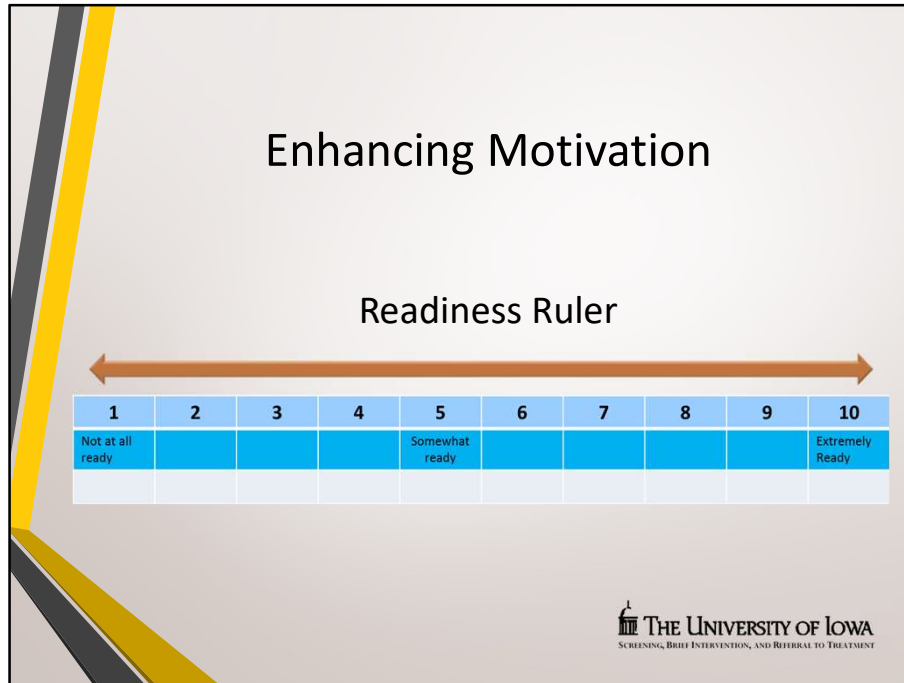 Enhancing Motivation
Readiness Ruler
1 2 3 4 5 6 7 8 9 10
Not at all ready Somewhat ready Extremely Ready
THE UNIVERSITY OF IOWA
SCREENING, BRIEF INTERVENTION, AND REFERRAL TO TREATMENT